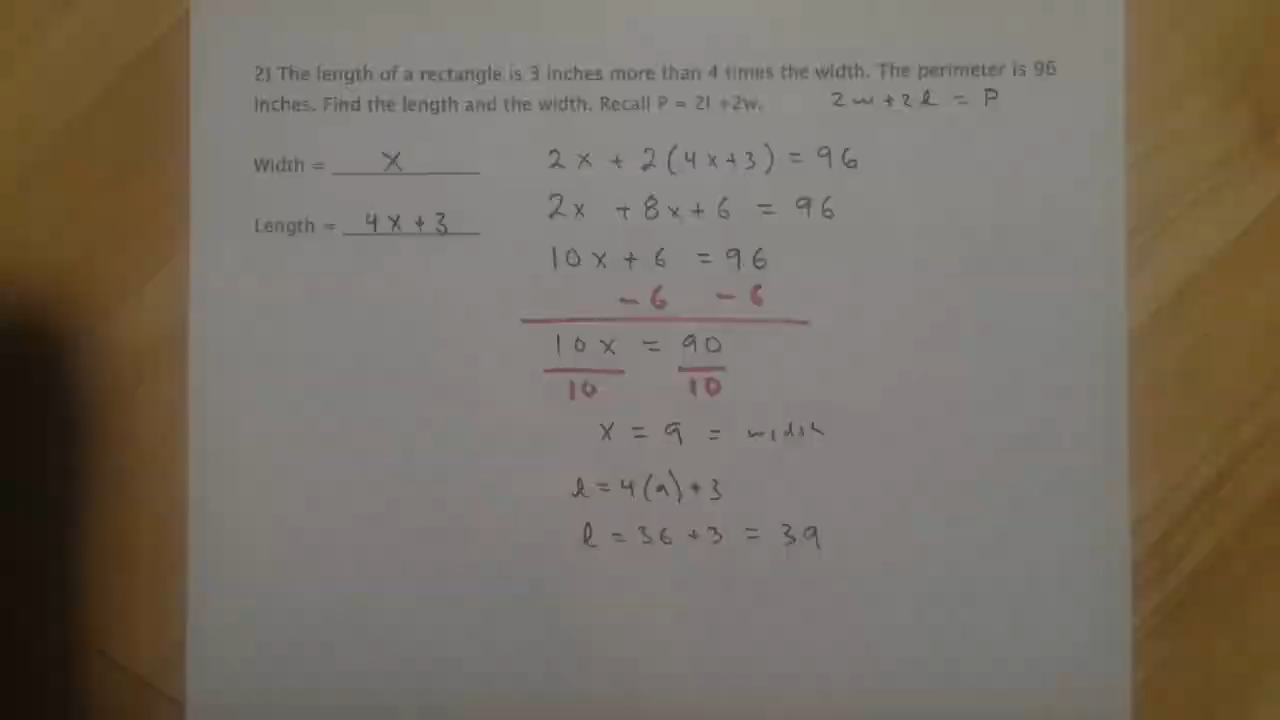 2) The length of a rectangle is 3 inches more than 4 times the width. The perimeter is 96
inches. Find the length and the width. Recall P = 2l +2w.
2w+2l = P
Width = x
Length = 4x+3
2x + 2(4x+3) = 96
2x +8x+6 = 96
10x + 6 = 96
-6 -6
10x = 90
10 10
x = 9 = width
l = 4(9)+3
l = 36 +3 = 39